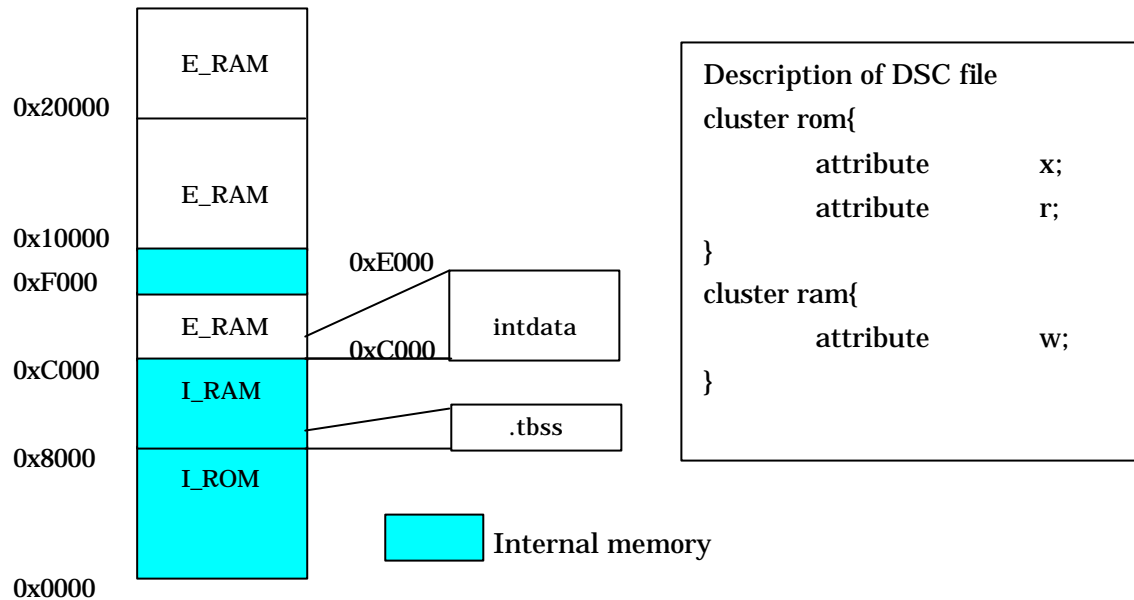 E_RAM
0x20000
E_RAM
0x10000
0xF000
E_RAM
0xC000
I_RAM
0x8000
I_ROM
0x0000
0xE000
intdata
0xC000
.tbss
Internal memory
Description of DSC file
cluster rom{
attribute x;
attribute r;
}
cluster ram{
attribute w;
}